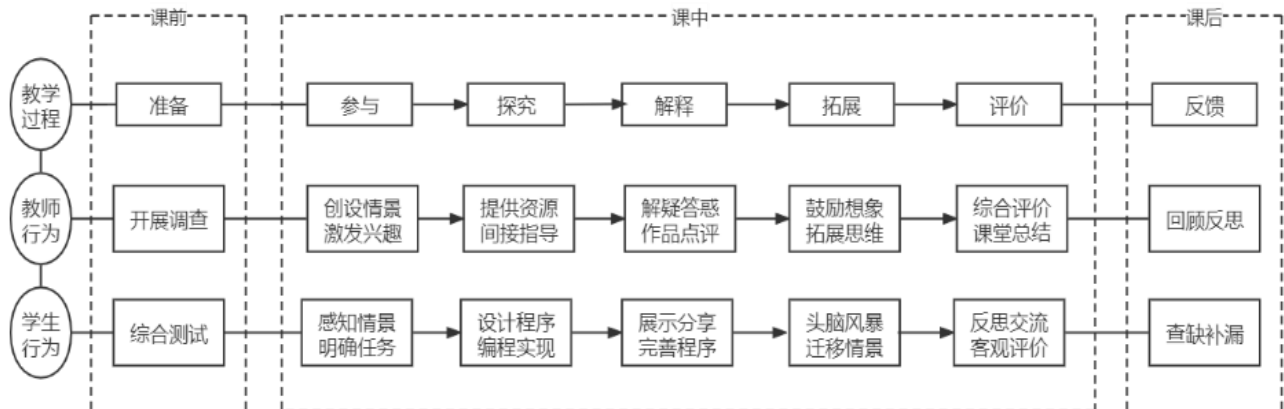 课前
课中
课后
教学
过程
准备
参与
探究
解释
拓展
评价
反馈
教师
行为
开展调查
创设情景
激发兴趣
提供资源
间接指导
解疑答惑
作品点评
鼓励想象
拓展思维
综合评价
课堂总结
回顾反思
学生
行为
综合测试
感知情景
明确任务
设计程序
编程实现
展示分享
完善程序
头脑风暴
迁移情景
反思交流
客观评价
查缺补漏